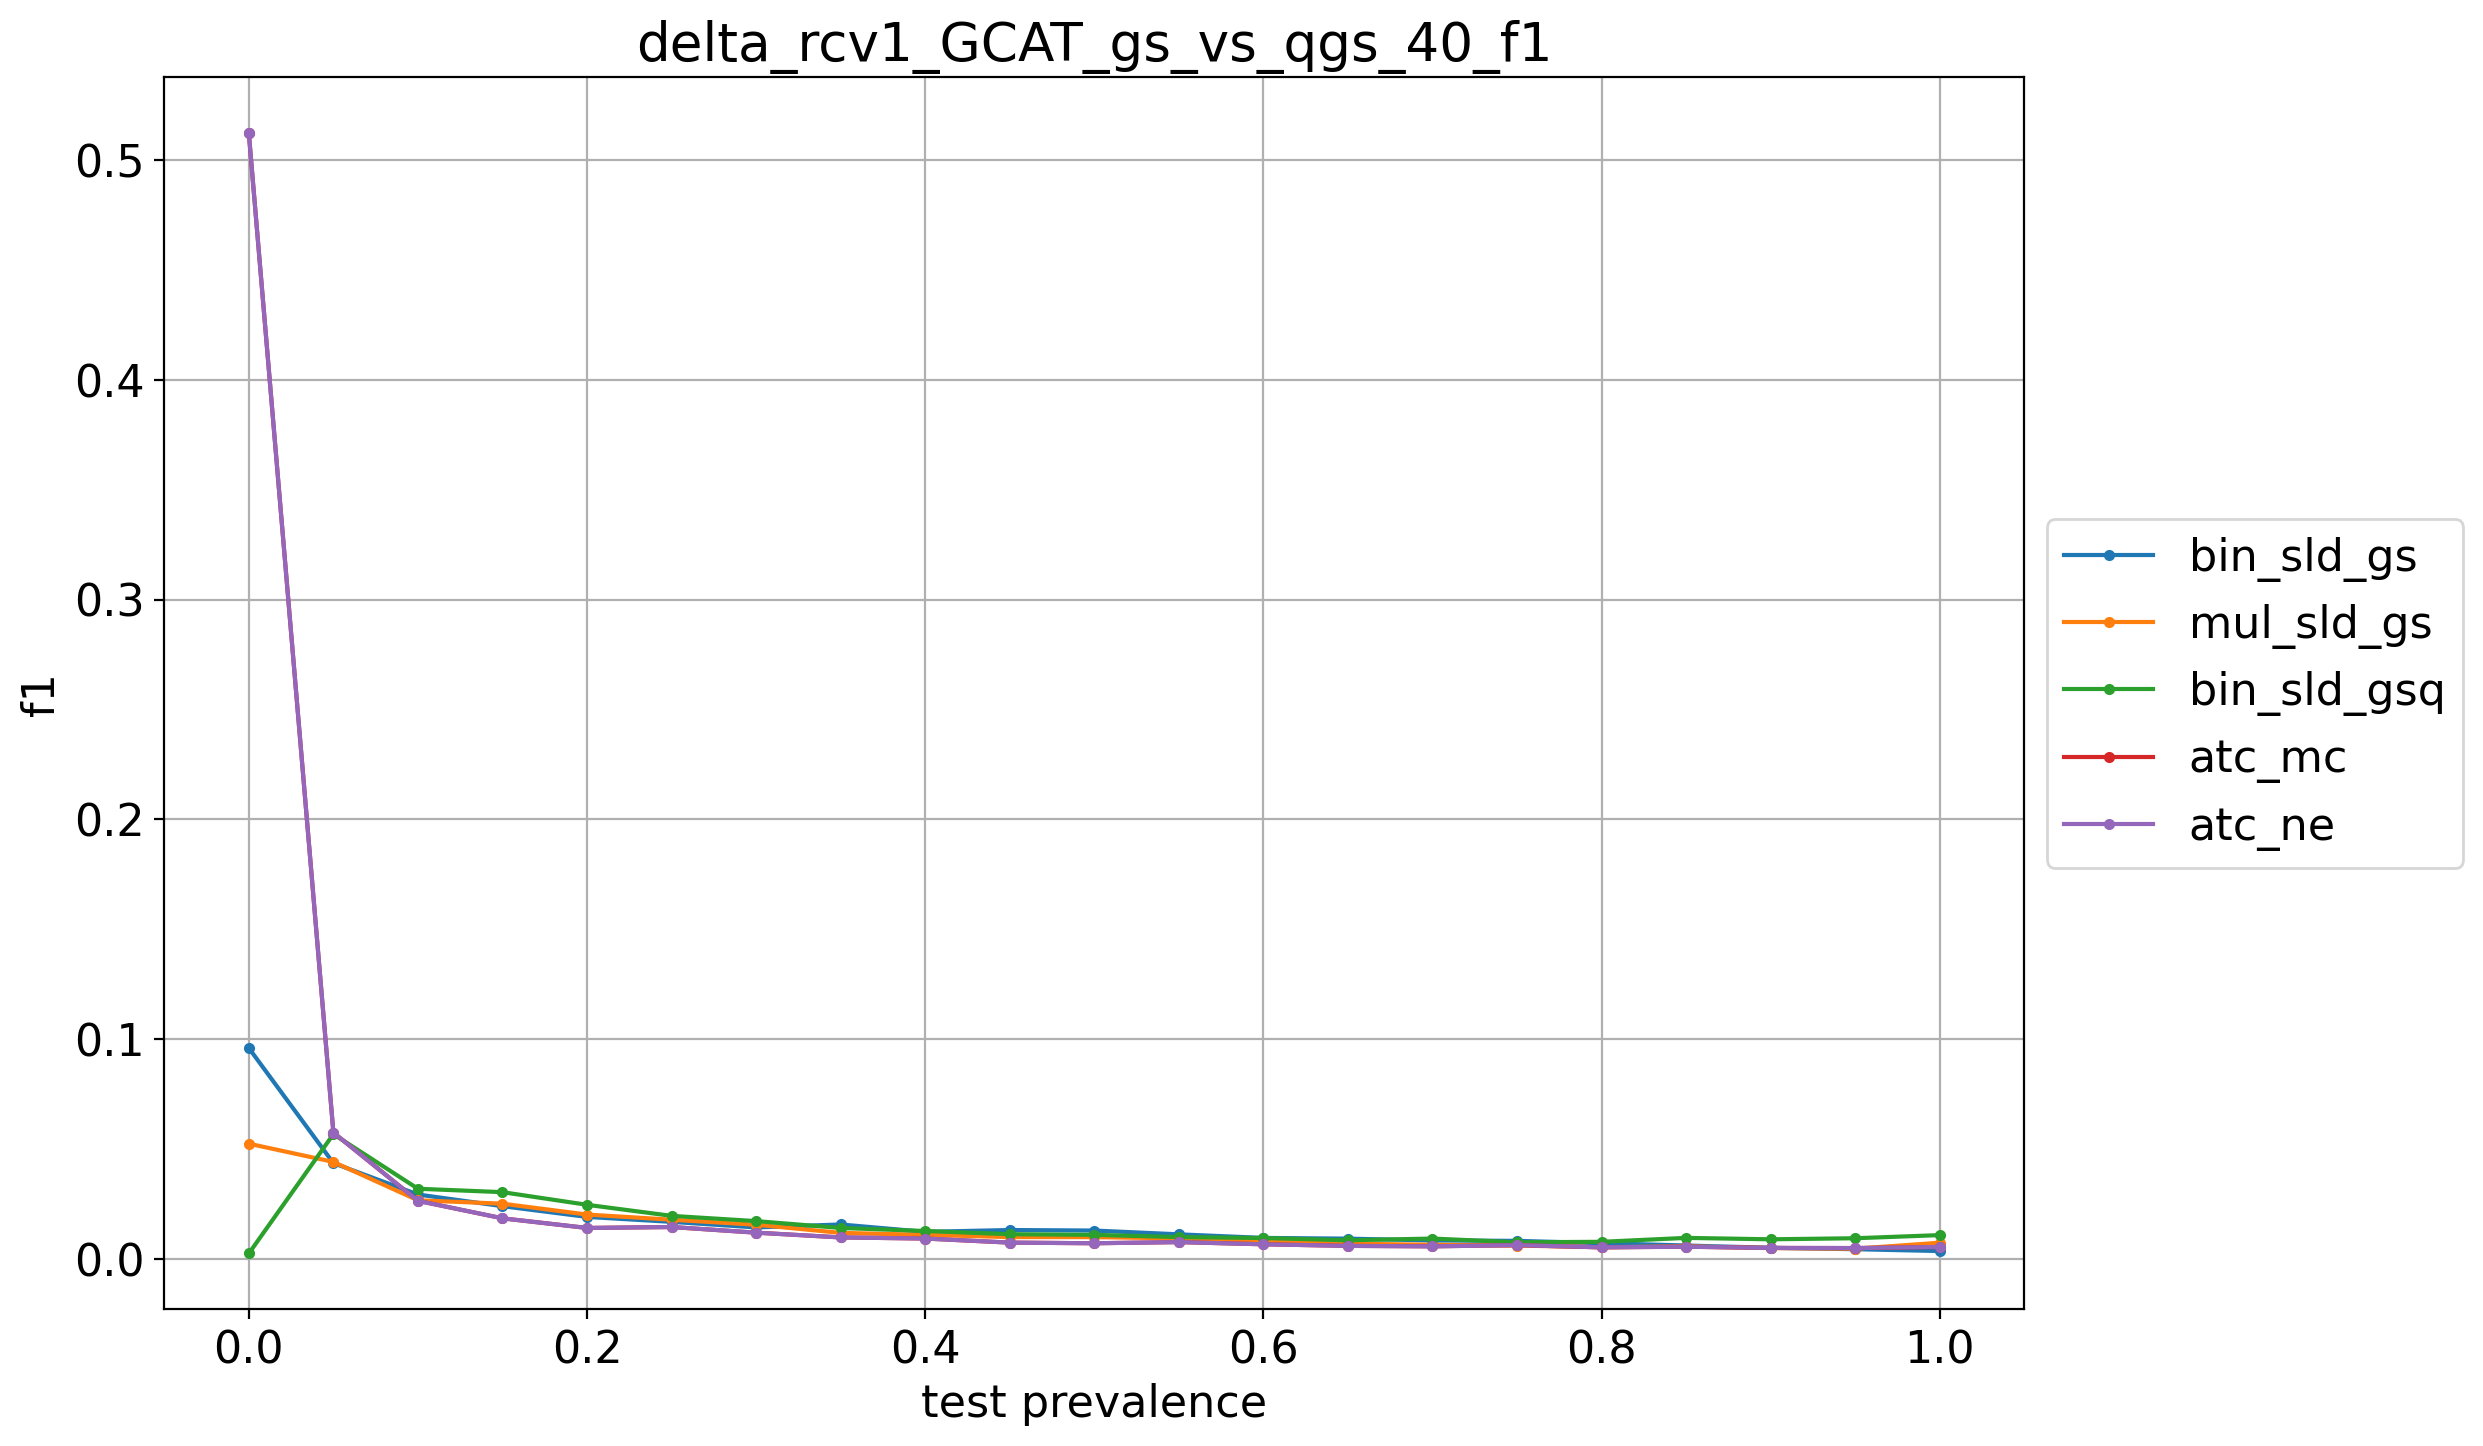 delta_rcv1_GCAT_gs_vs_qgs_40_f1
0.5
0.4
0.3
0.2
0.1
0.0
f1
0.0 0.2 0.4 0.6 0.8 1.0
test prevalence
bin_sld_gs
mul_sld_gs
bin_sld_gsq
atc_mc
atc_ne